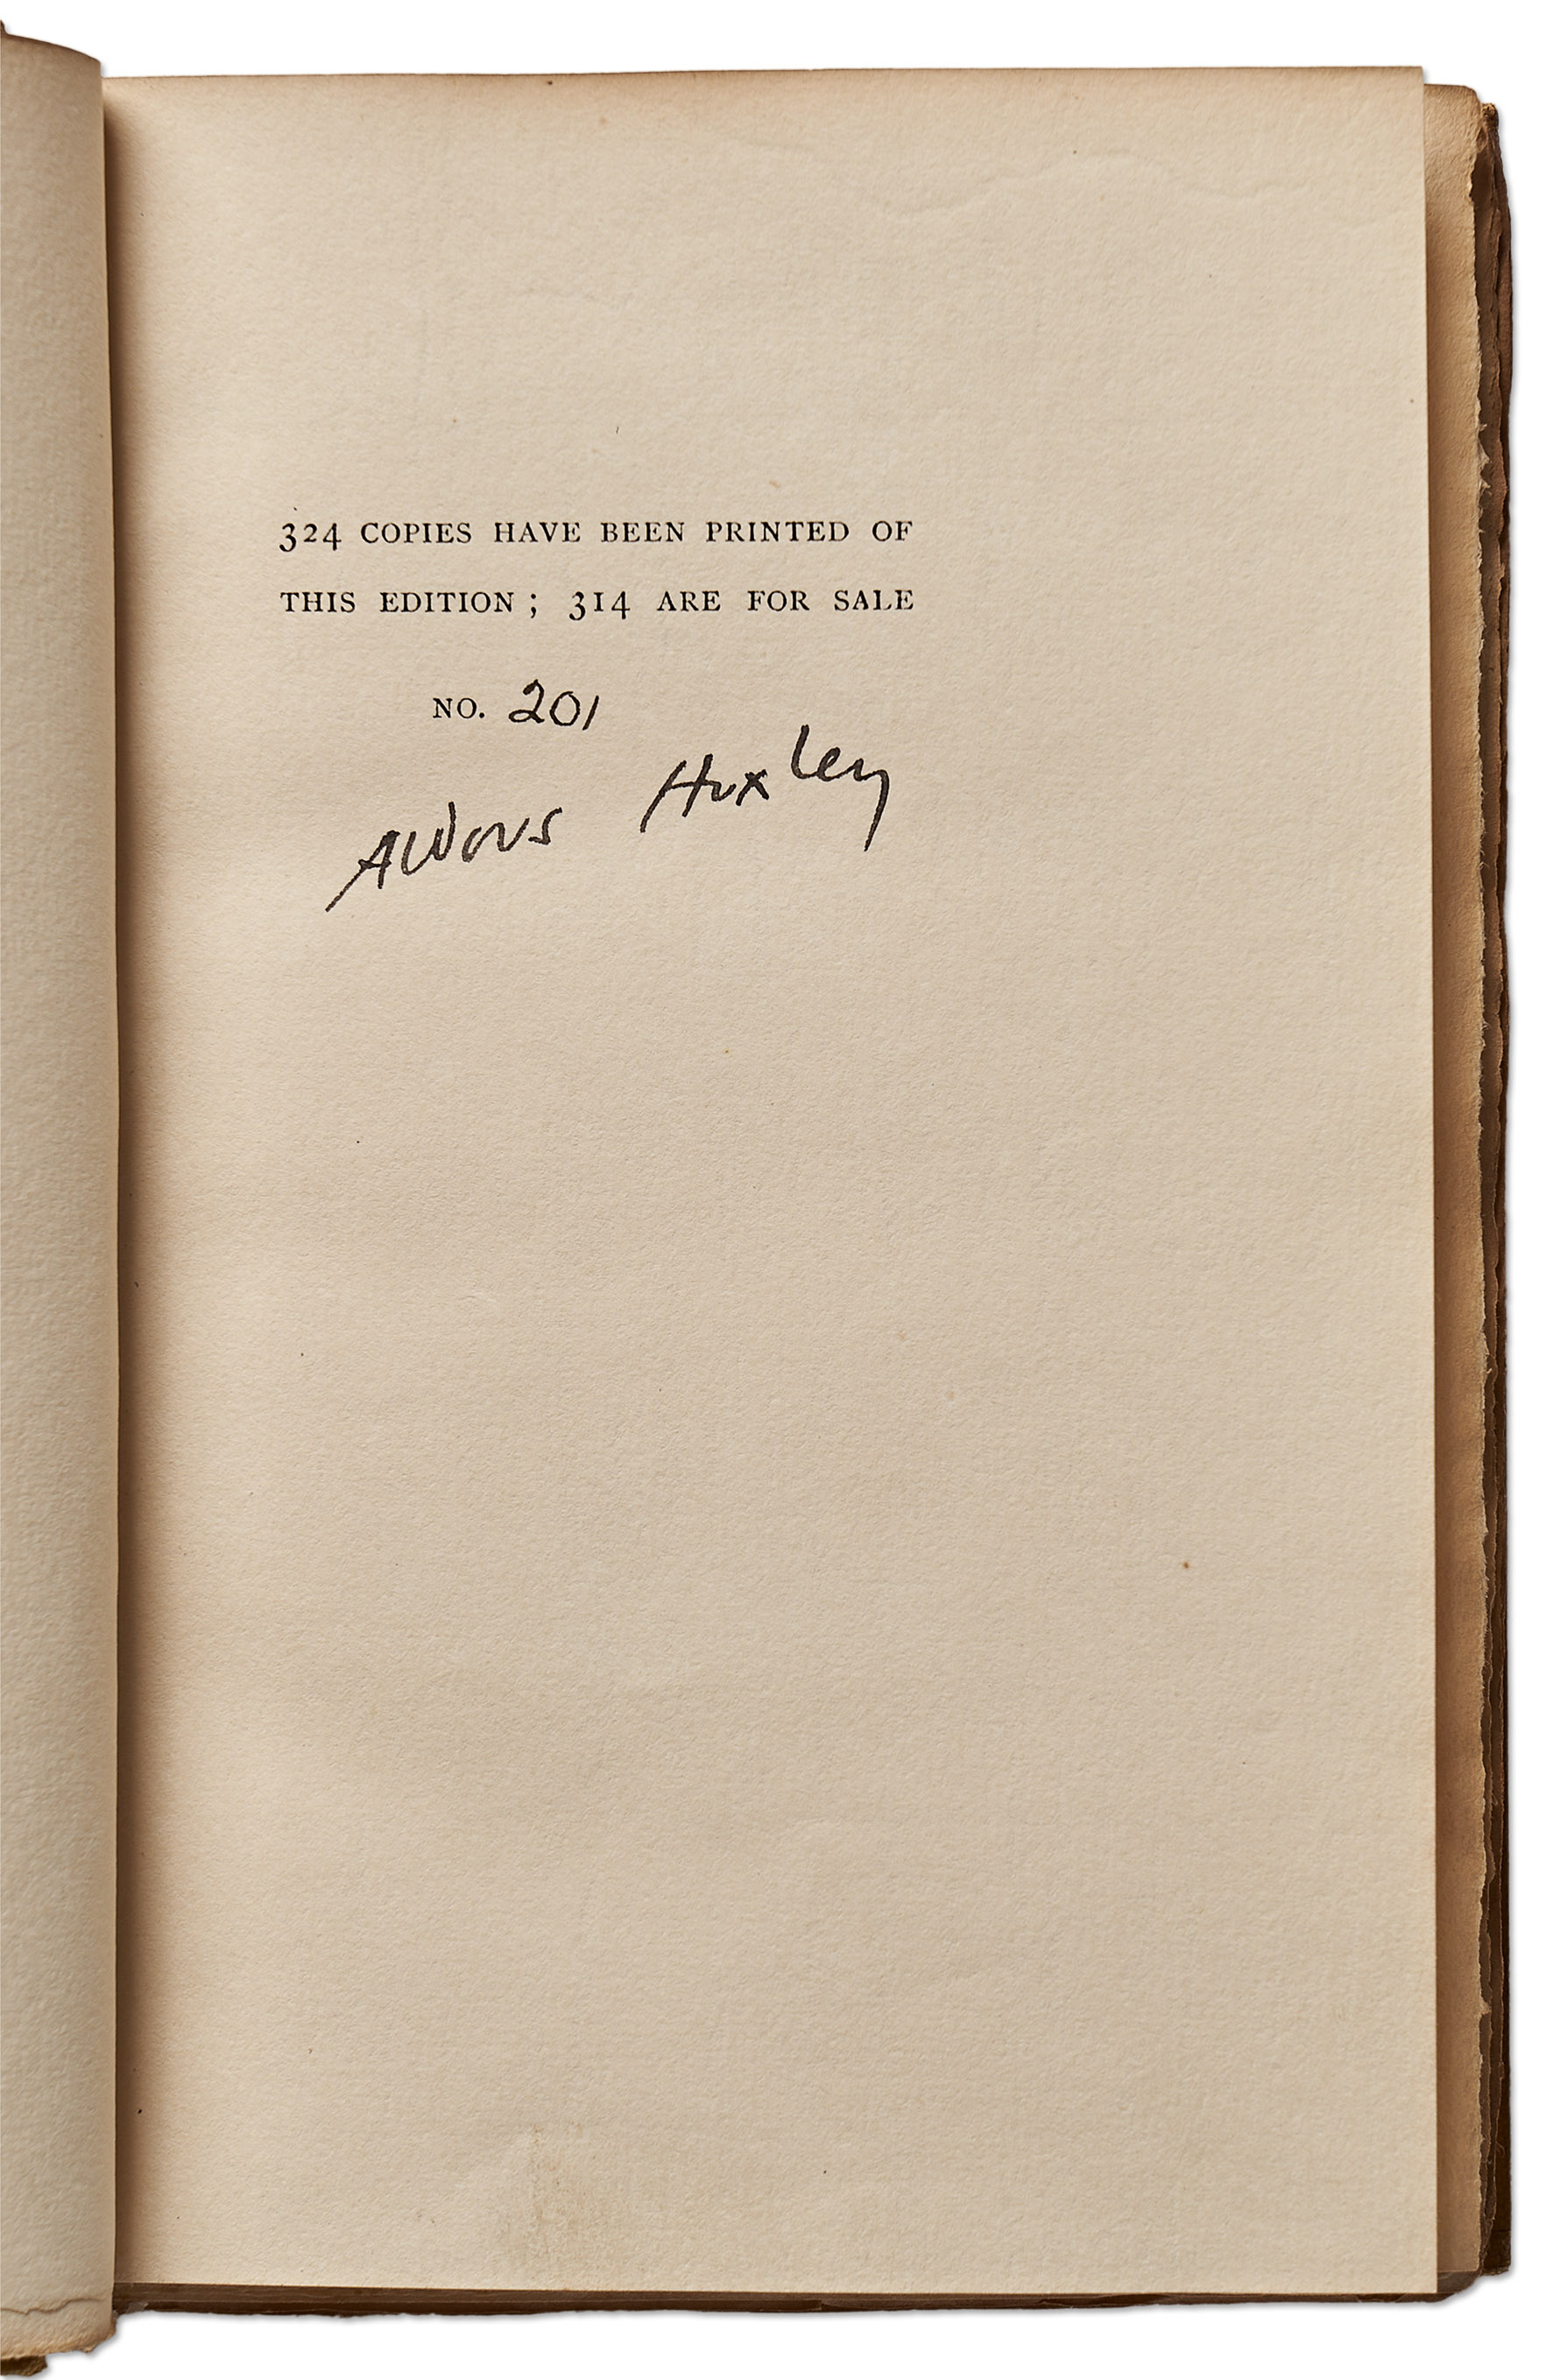 324 COPIES HAVE BEEN PRINTED OF
THIS EDITION ; 314 ARE FOR SALE
NO. 201
Aldous Huxley